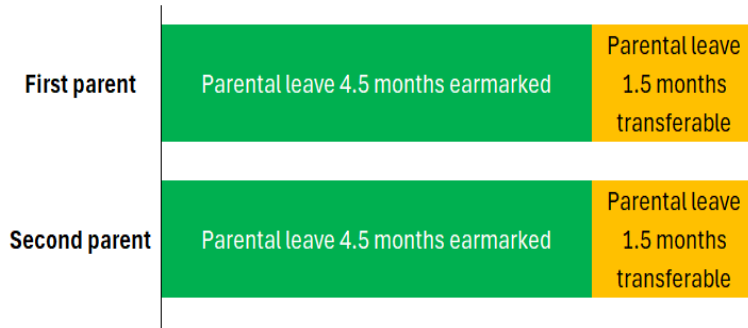 First parent
Parental leave 4.5 months earmarked
Parental leave
1.5 months
transferable
Second parent
Parental leave 4.5 months earmarked
Parental leave
1.5 months
transferable